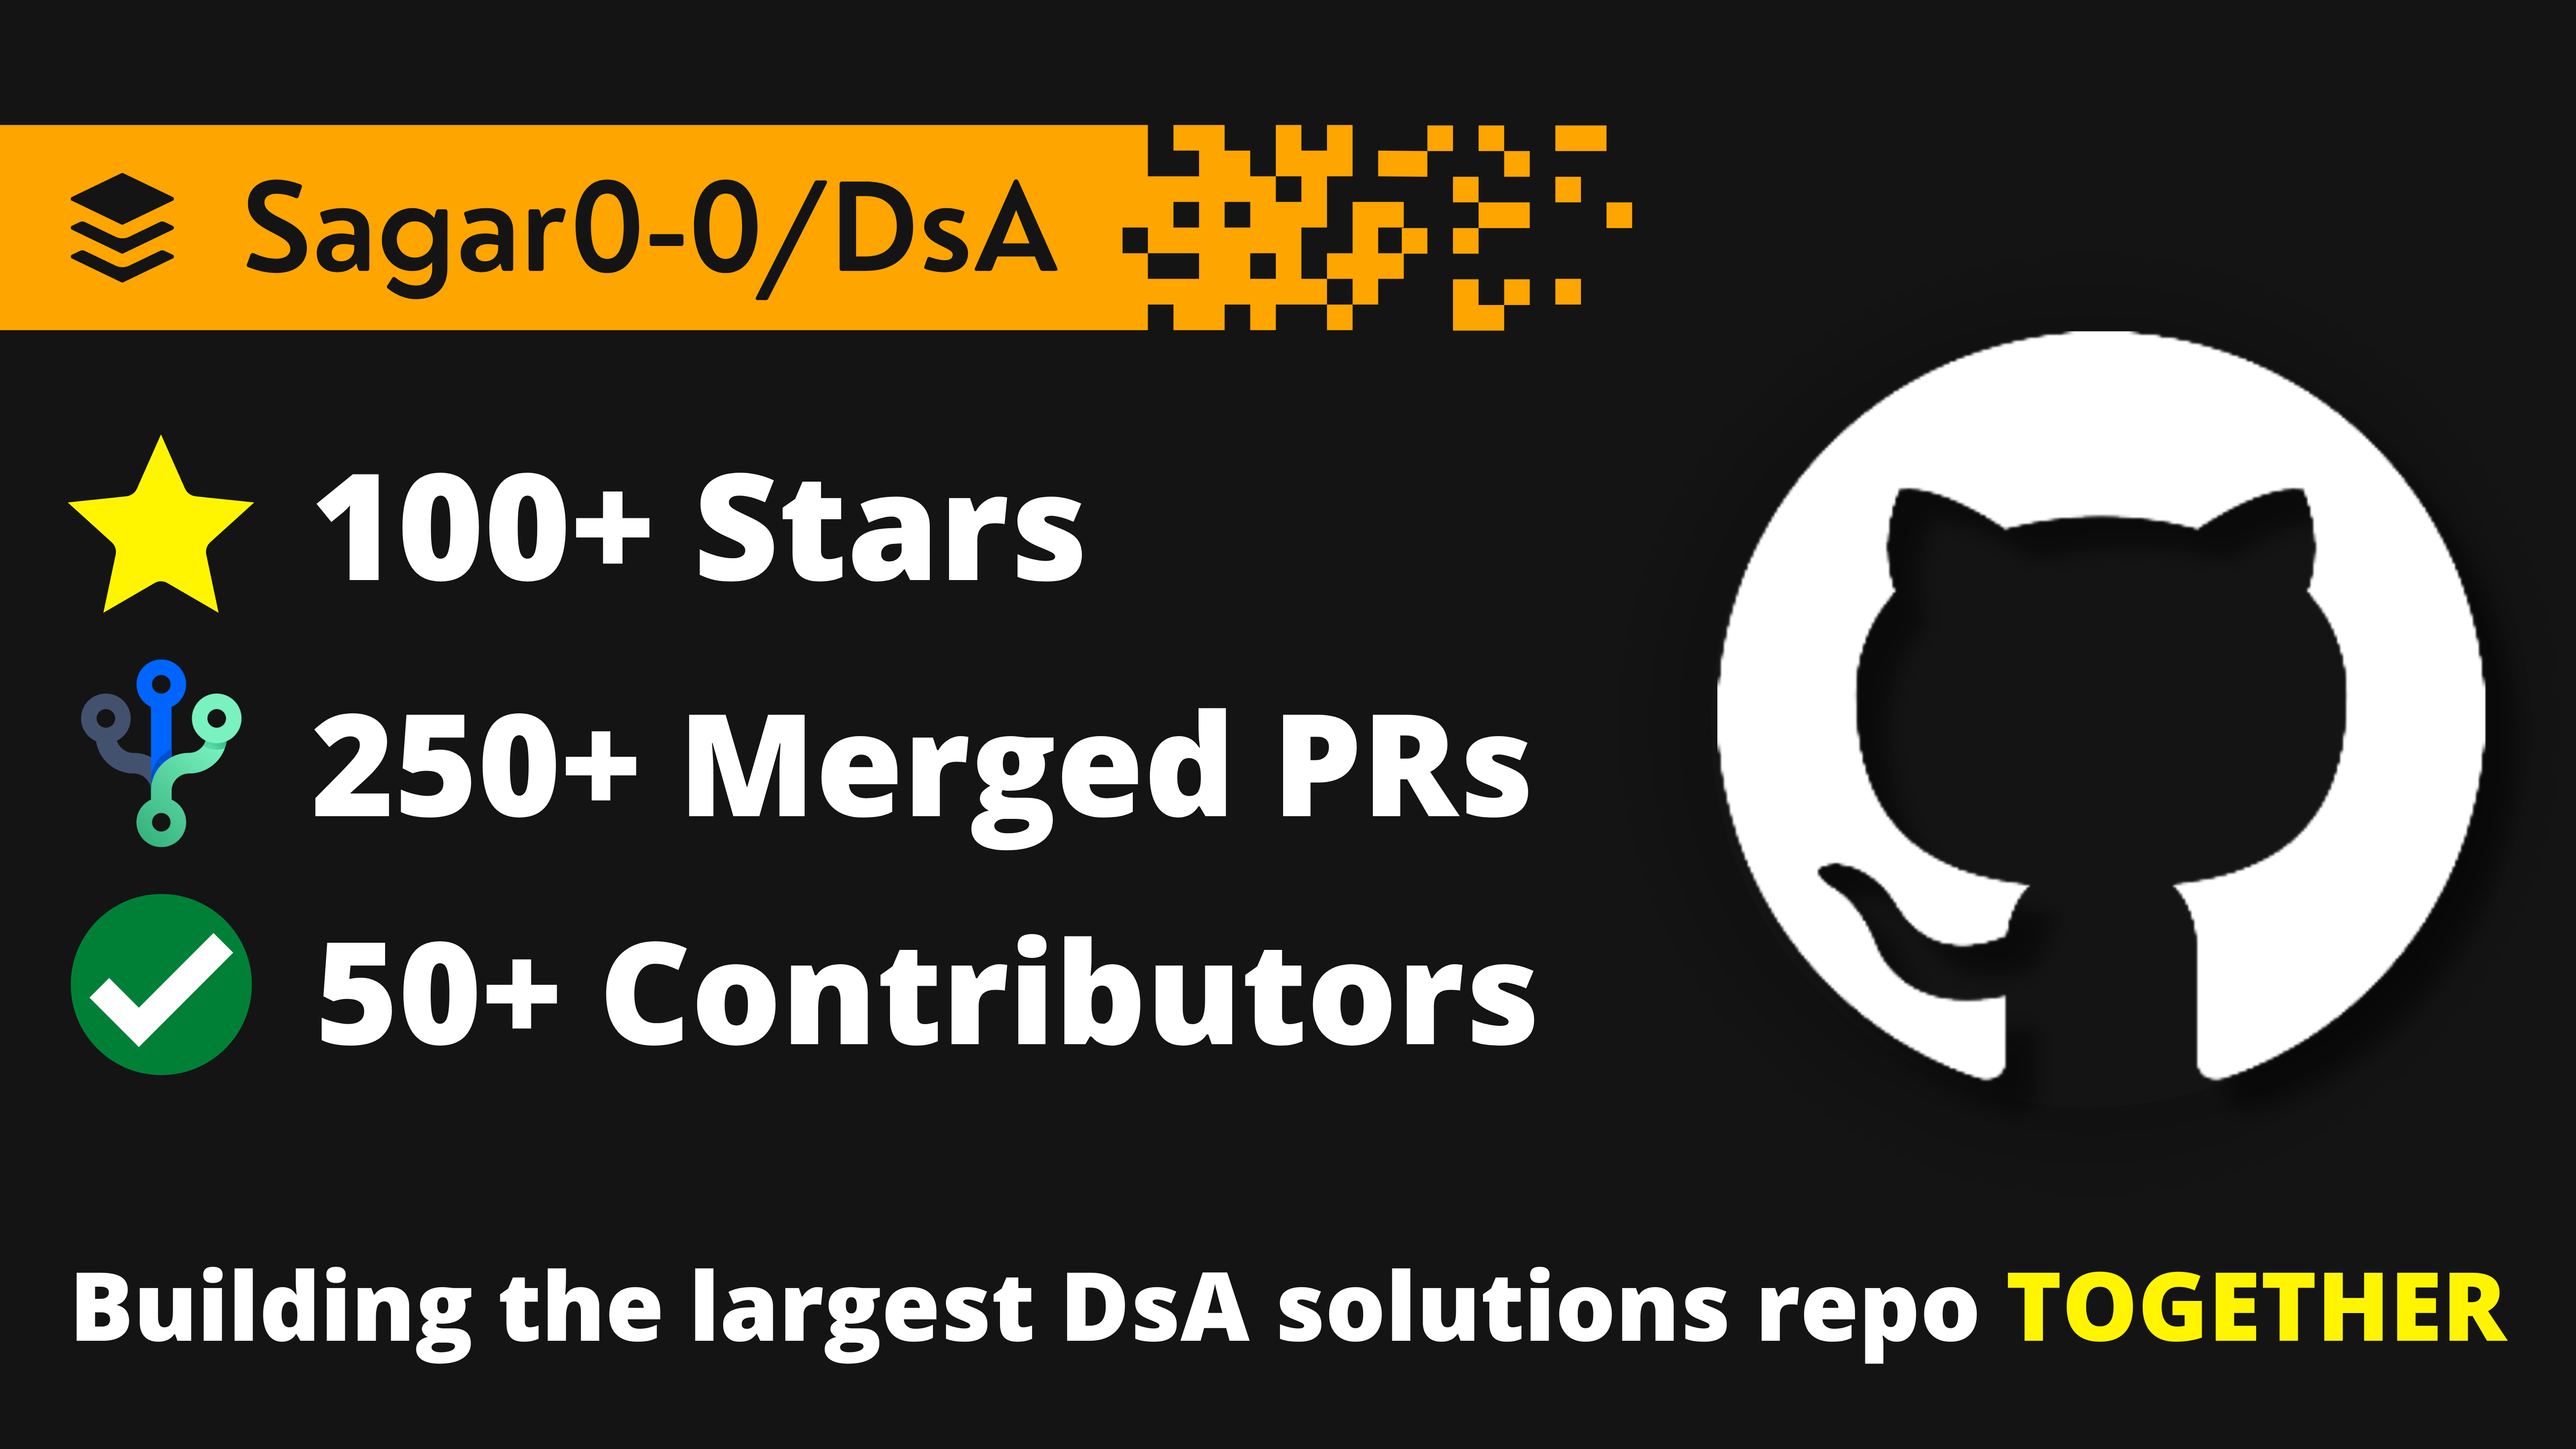 Sagar0-0/DsA
100+ Stars
250+ Merged PRs
50+ Contributors
Building the largest DsA solutions repo TOGETHER